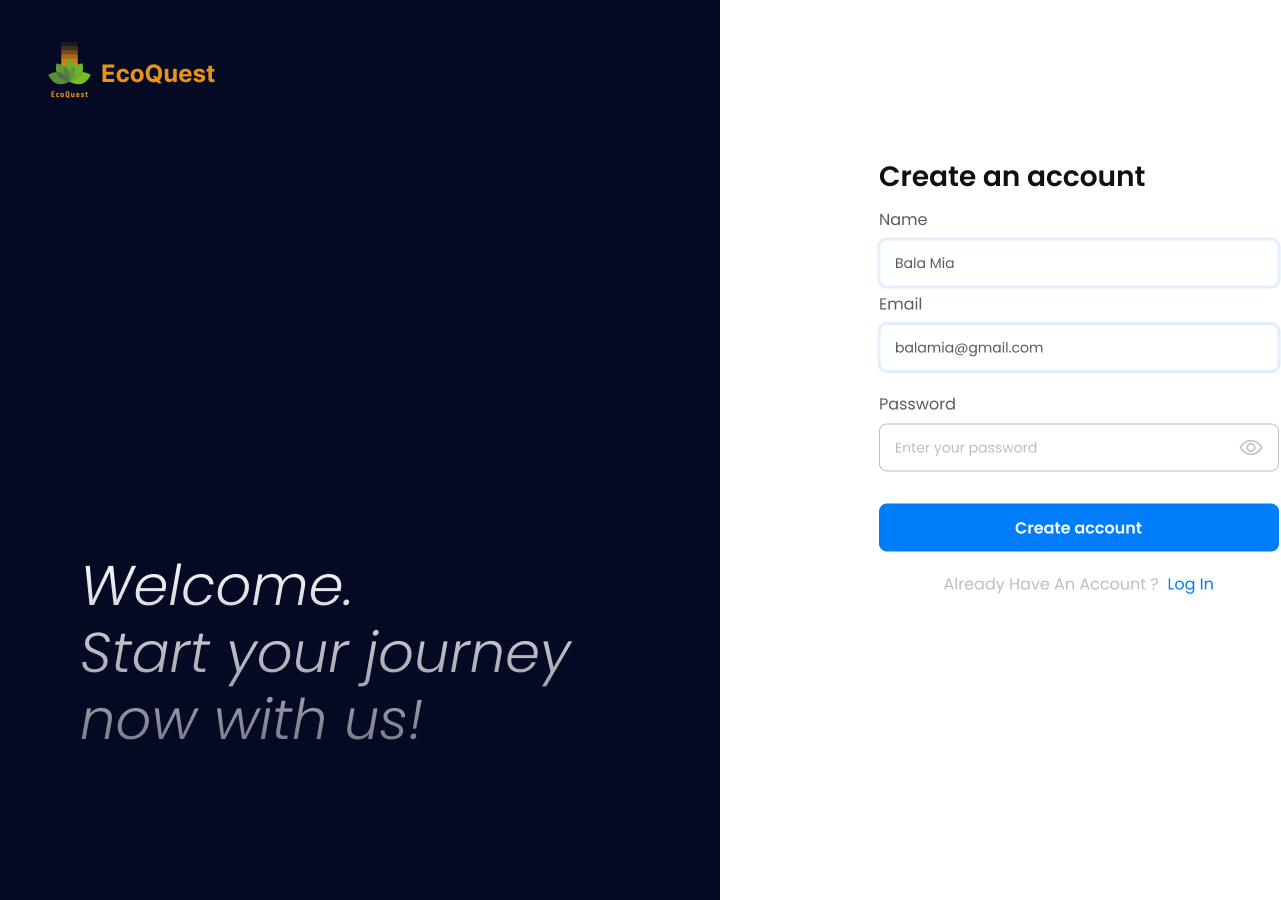 EcoQuest
EcoQuest
Welcome.
Start your journey
now with us!
Create an account
Name
Bala Mia
Email
balamia@gmail.com
Password
Enter your password
Create account
Already Have An Account ? Log In